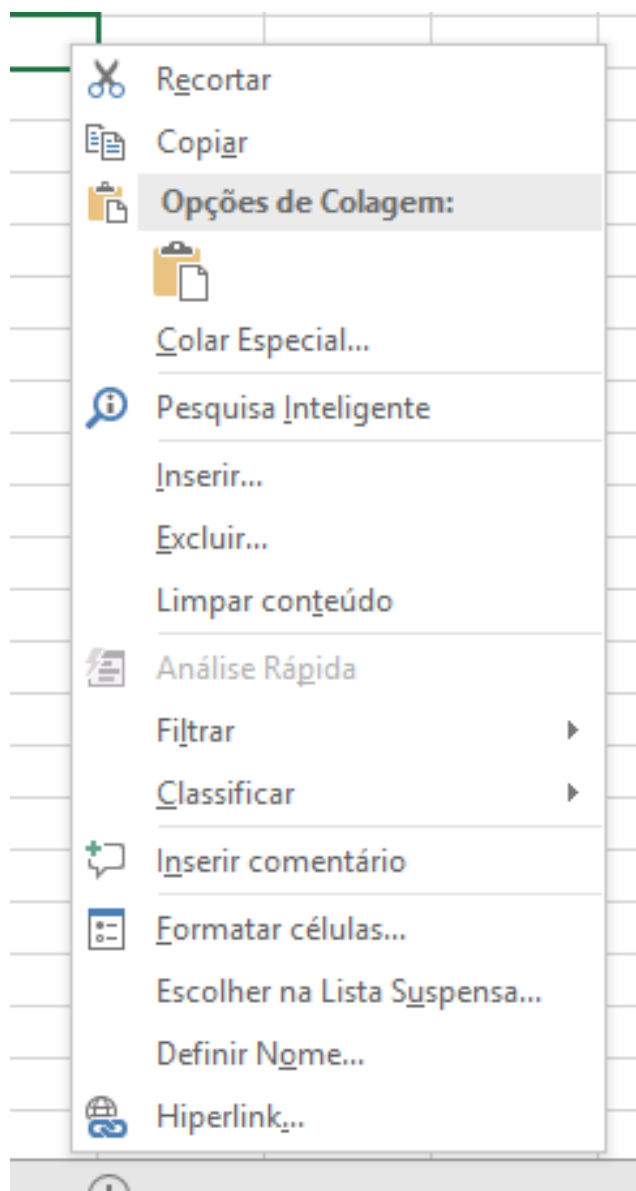 Recortar
Copiar
Opções de Colagem:
Colar Especial...
Pesquisa Inteligente
Inserir...
Excluir...
Limpar conteúdo
Análise Rápida
Filtrar
Classificar
Inserir comentário
Formatar células...
Escolher na Lista Suspensa...
Definir Nome...
Hiperlink...